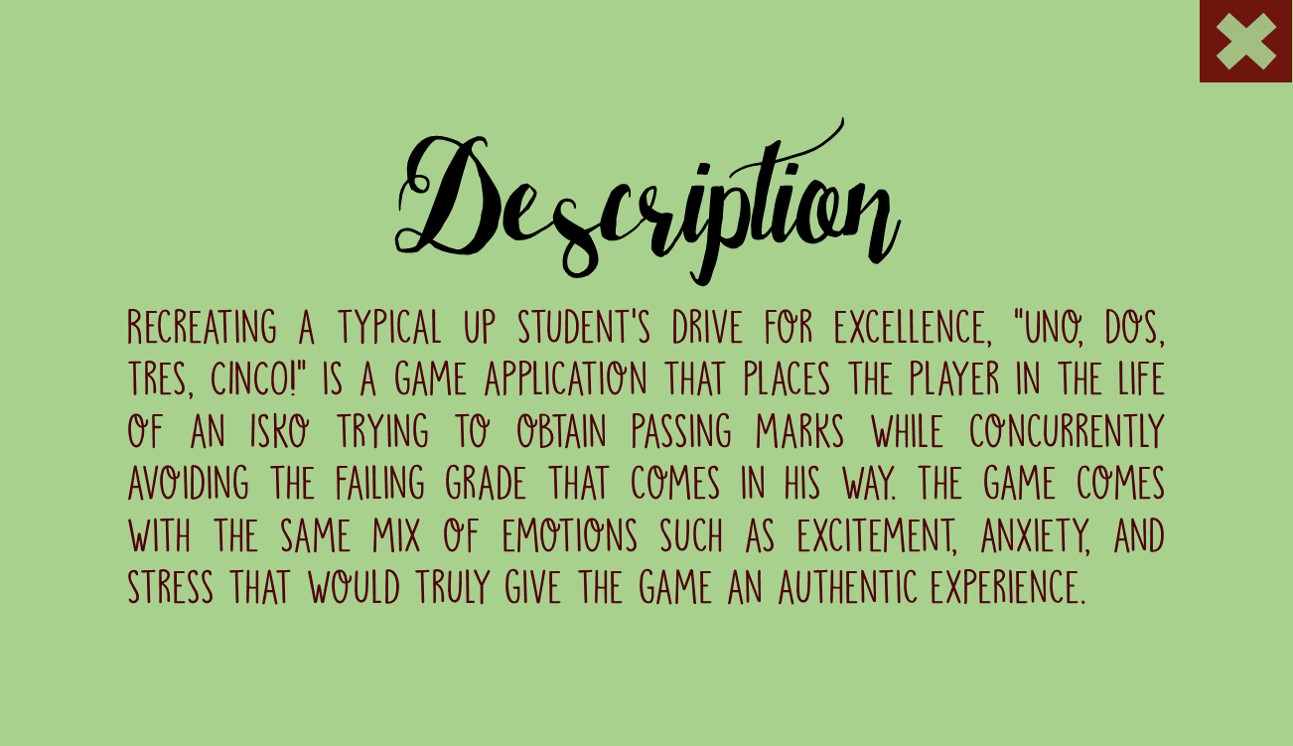 Description
RECREATING A TYPICAL UP STUDENT'S DRIVE FOR EXCELLENCE, "UNO, DOS,
TRES, CINCO!" IS A GAME APPLICATION THAT PLACES THE PLAYER IN THE LIFE
OF AN ISKO TRYING TO OBTAIN PASSING MARKS WHILE CONCURRENTLY
AVOIDING THE FAILING GRADE THAT COMES IN HIS WAY. THE GAME COMES
WITH THE SAME MIX OF EMOTIONS SUCH AS EXCITEMENT, ANXIETY, AND
STRESS THAT WOULD TRULY GIVE THE GAME AN AUTHENTIC EXPERIENCE.